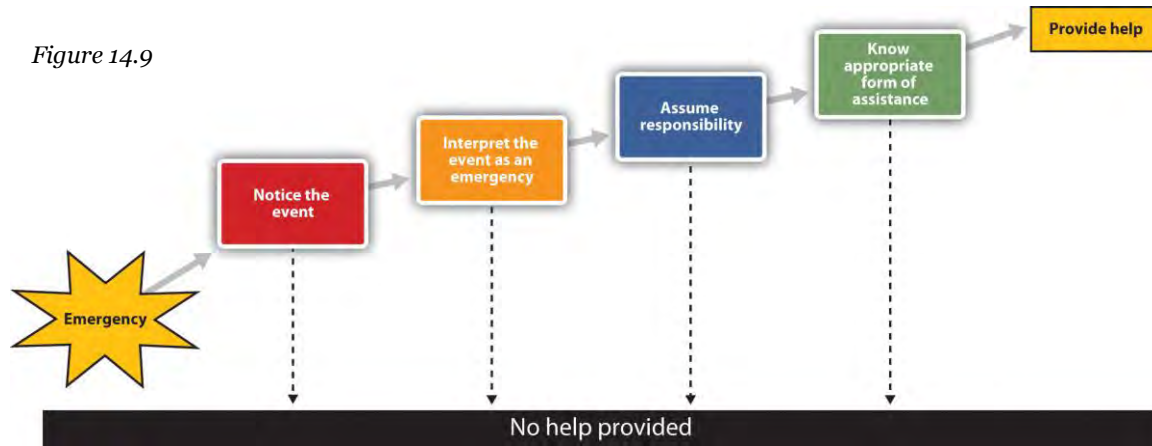 Figure 14.9
Emergency
Notice the
event
Interpret the
event as an
emergency
Assume
responsibility
Know
appropriate
form of
assistance
Provide help
No help provided